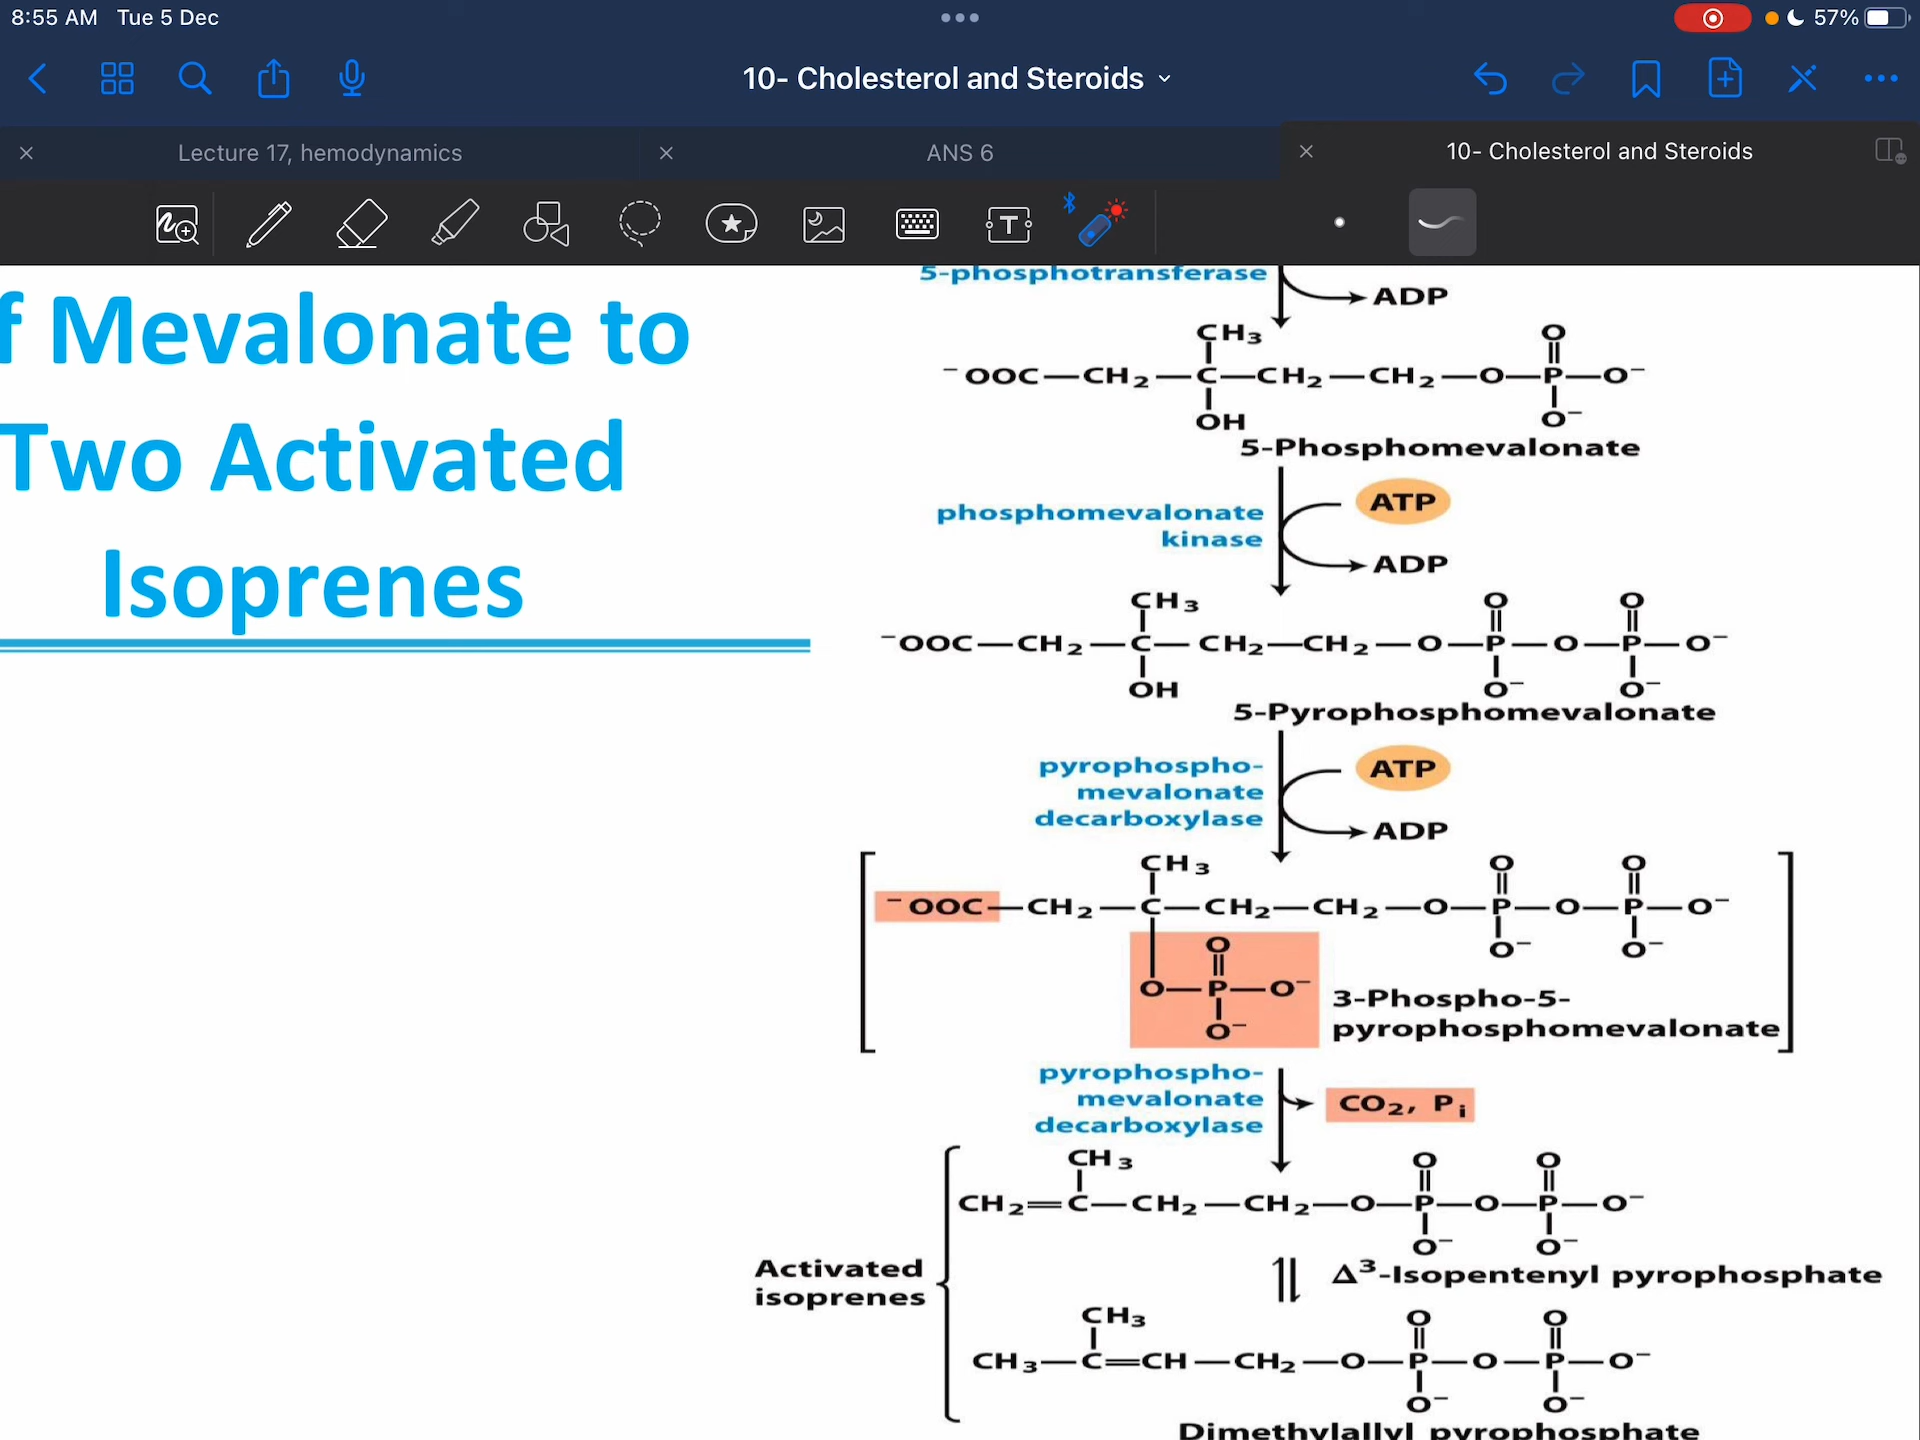 8:55 AM Tue 5 Dec
57%
10- Cholesterol and Steroids
Lecture 17, hemodynamics
ANS 6
10- Cholesterol and Steroids
T
f Mevalonate to
Two Activated
Isoprenes
5-phosphotransferase
ADP
CH₃
⁻OOC—CH₂—C—CH₂—CH₂—O—P—O⁻
O
OH
O⁻
5-Phosphomevalonate
phosphomevalonate
kinase
ATP
ADP
CH₃
O
O
⁻OOC—CH₂—C—CH₂—CH₂—O—P—O—P—O⁻
OH
O⁻
O⁻
5-Pyrophosphomevalonate
pyrophospho-
mevalonate
decarboxylase
ATP
ADP
CH₃
O
O
⁻OOC—CH₂—C—CH₂—CH₂—O—P—O—P—O⁻
O
O⁻
O⁻
O—P—O⁻
O⁻
3-Phospho-5-
pyrophosphomevalonate
pyrophospho-
mevalonate
decarboxylase
CO₂, Pᵢ
CH₃
O
O
CH₂=C—CH₂—CH₂—O—P—O—P—O⁻
O⁻
O⁻
Activated
isoprenes
Δ³-Isopentenyl pyrophosphate
CH₃
O
O
CH₃—C=CH—CH₂—O—P—O—P—O⁻
O⁻
O⁻
Dimethylallyl pyrophosphate